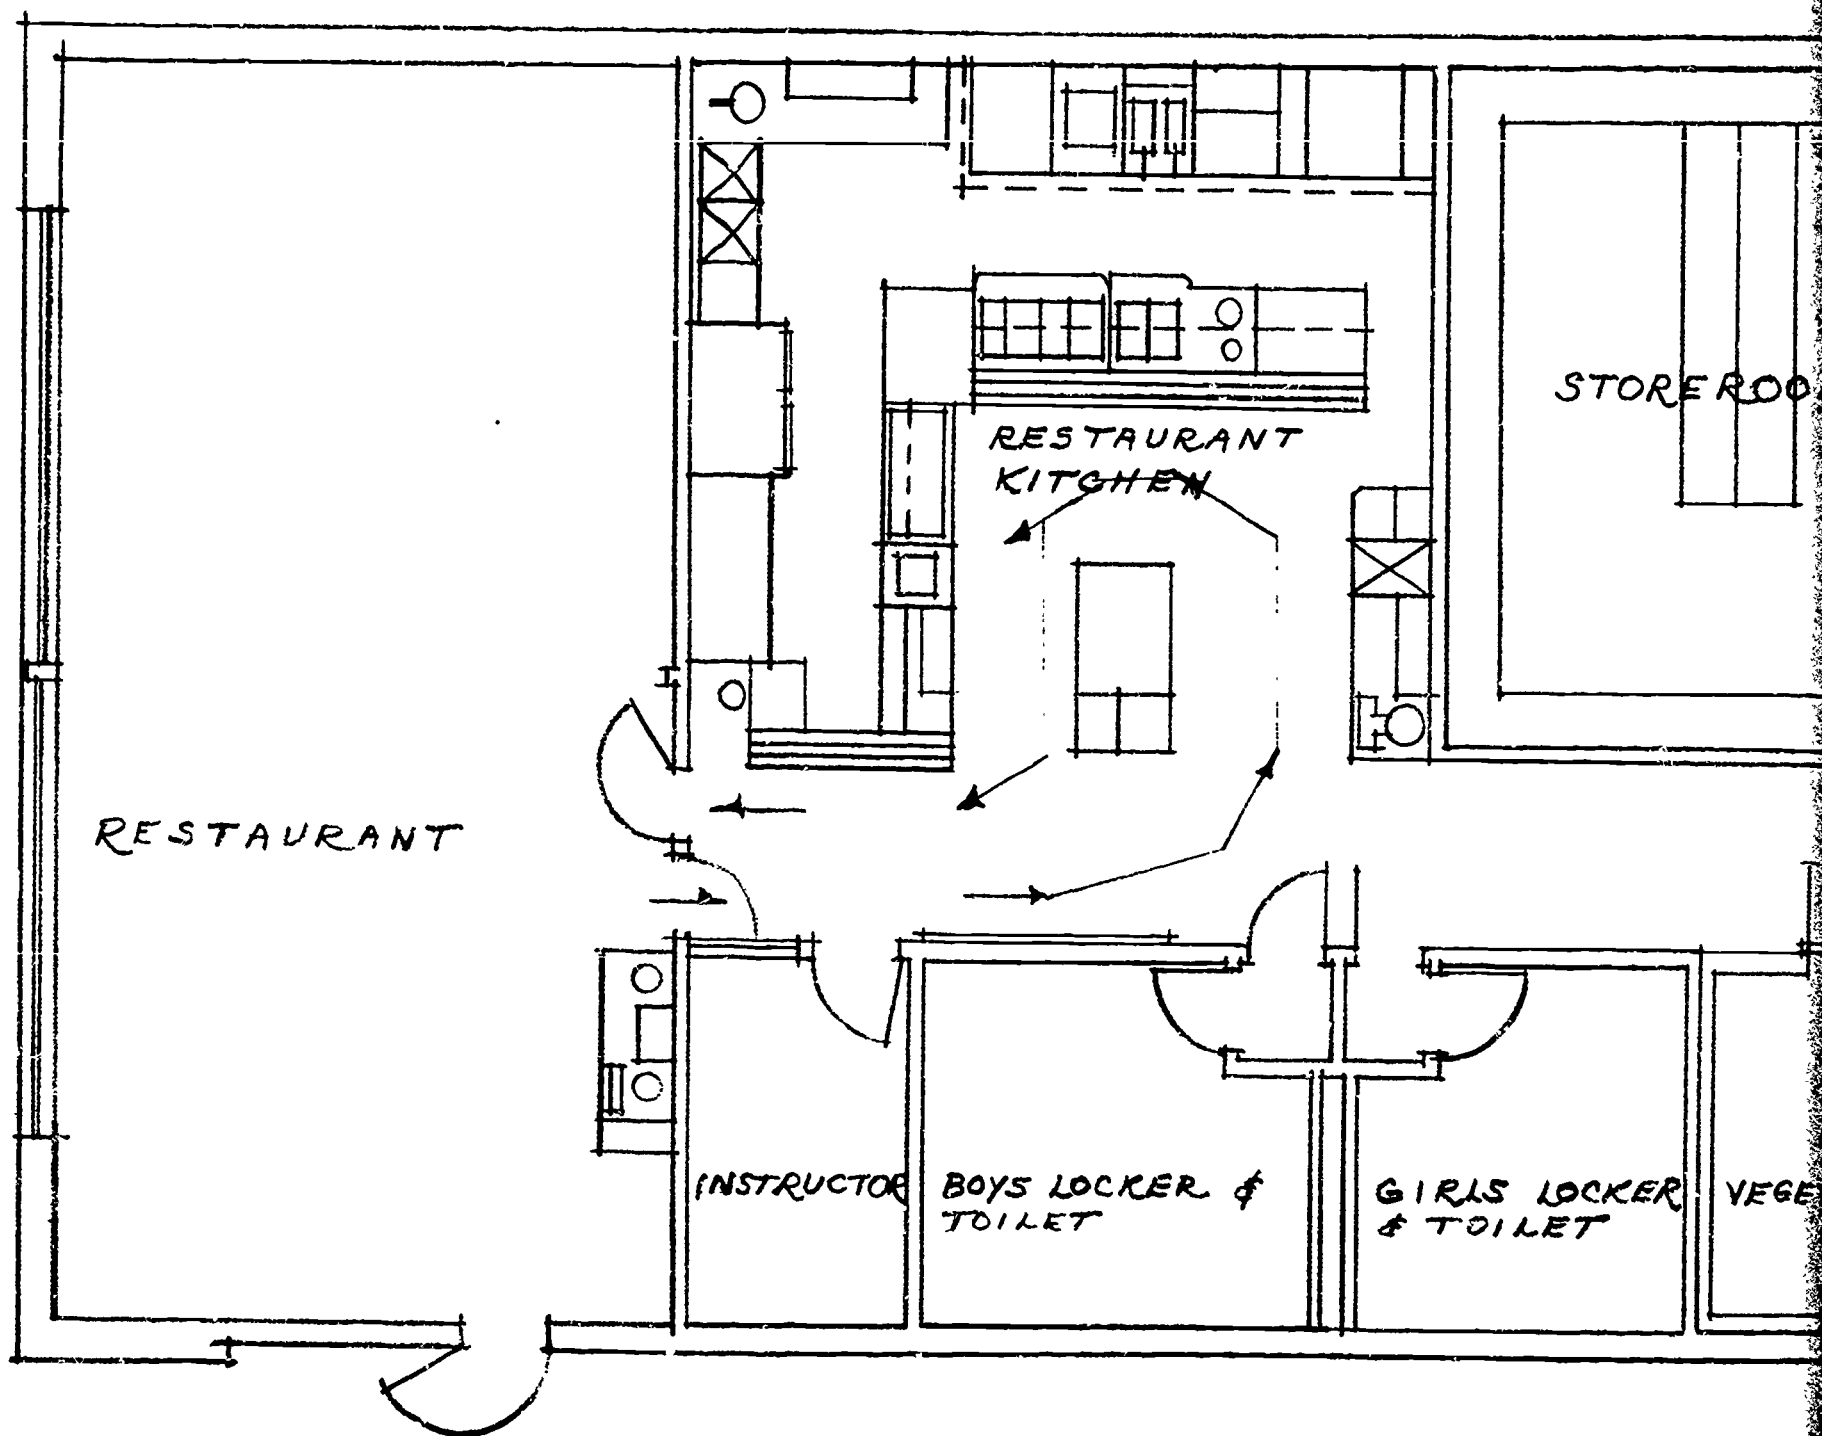 STOREROO
RESTAURANT
KITCHEN
RESTAURANT
INSTRUCTOR
BOYS LOCKER &
TOILET
GIRLS LOCKER
& TOILET
VEGE